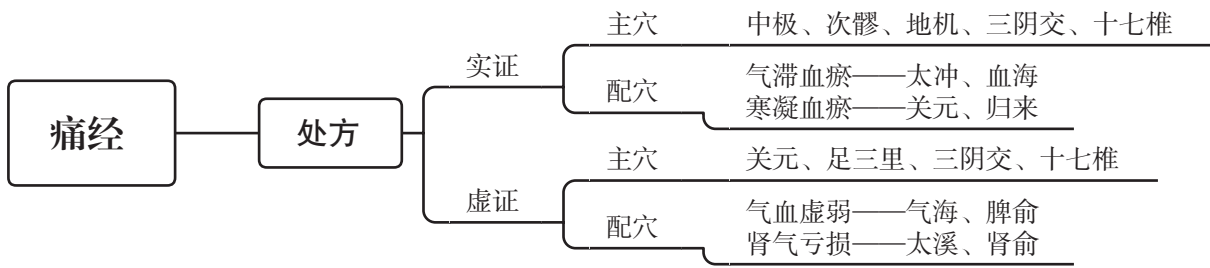 痛经
处方
实证
主穴
中极、次髎、地机、三阴交、十七椎
配穴
气滞血瘀——太冲、血海
寒凝血瘀——关元、归来
虚证
主穴
关元、足三里、三阴交、十七椎
配穴
气血虚弱——气海、脾俞
肾气亏损——太溪、肾俞